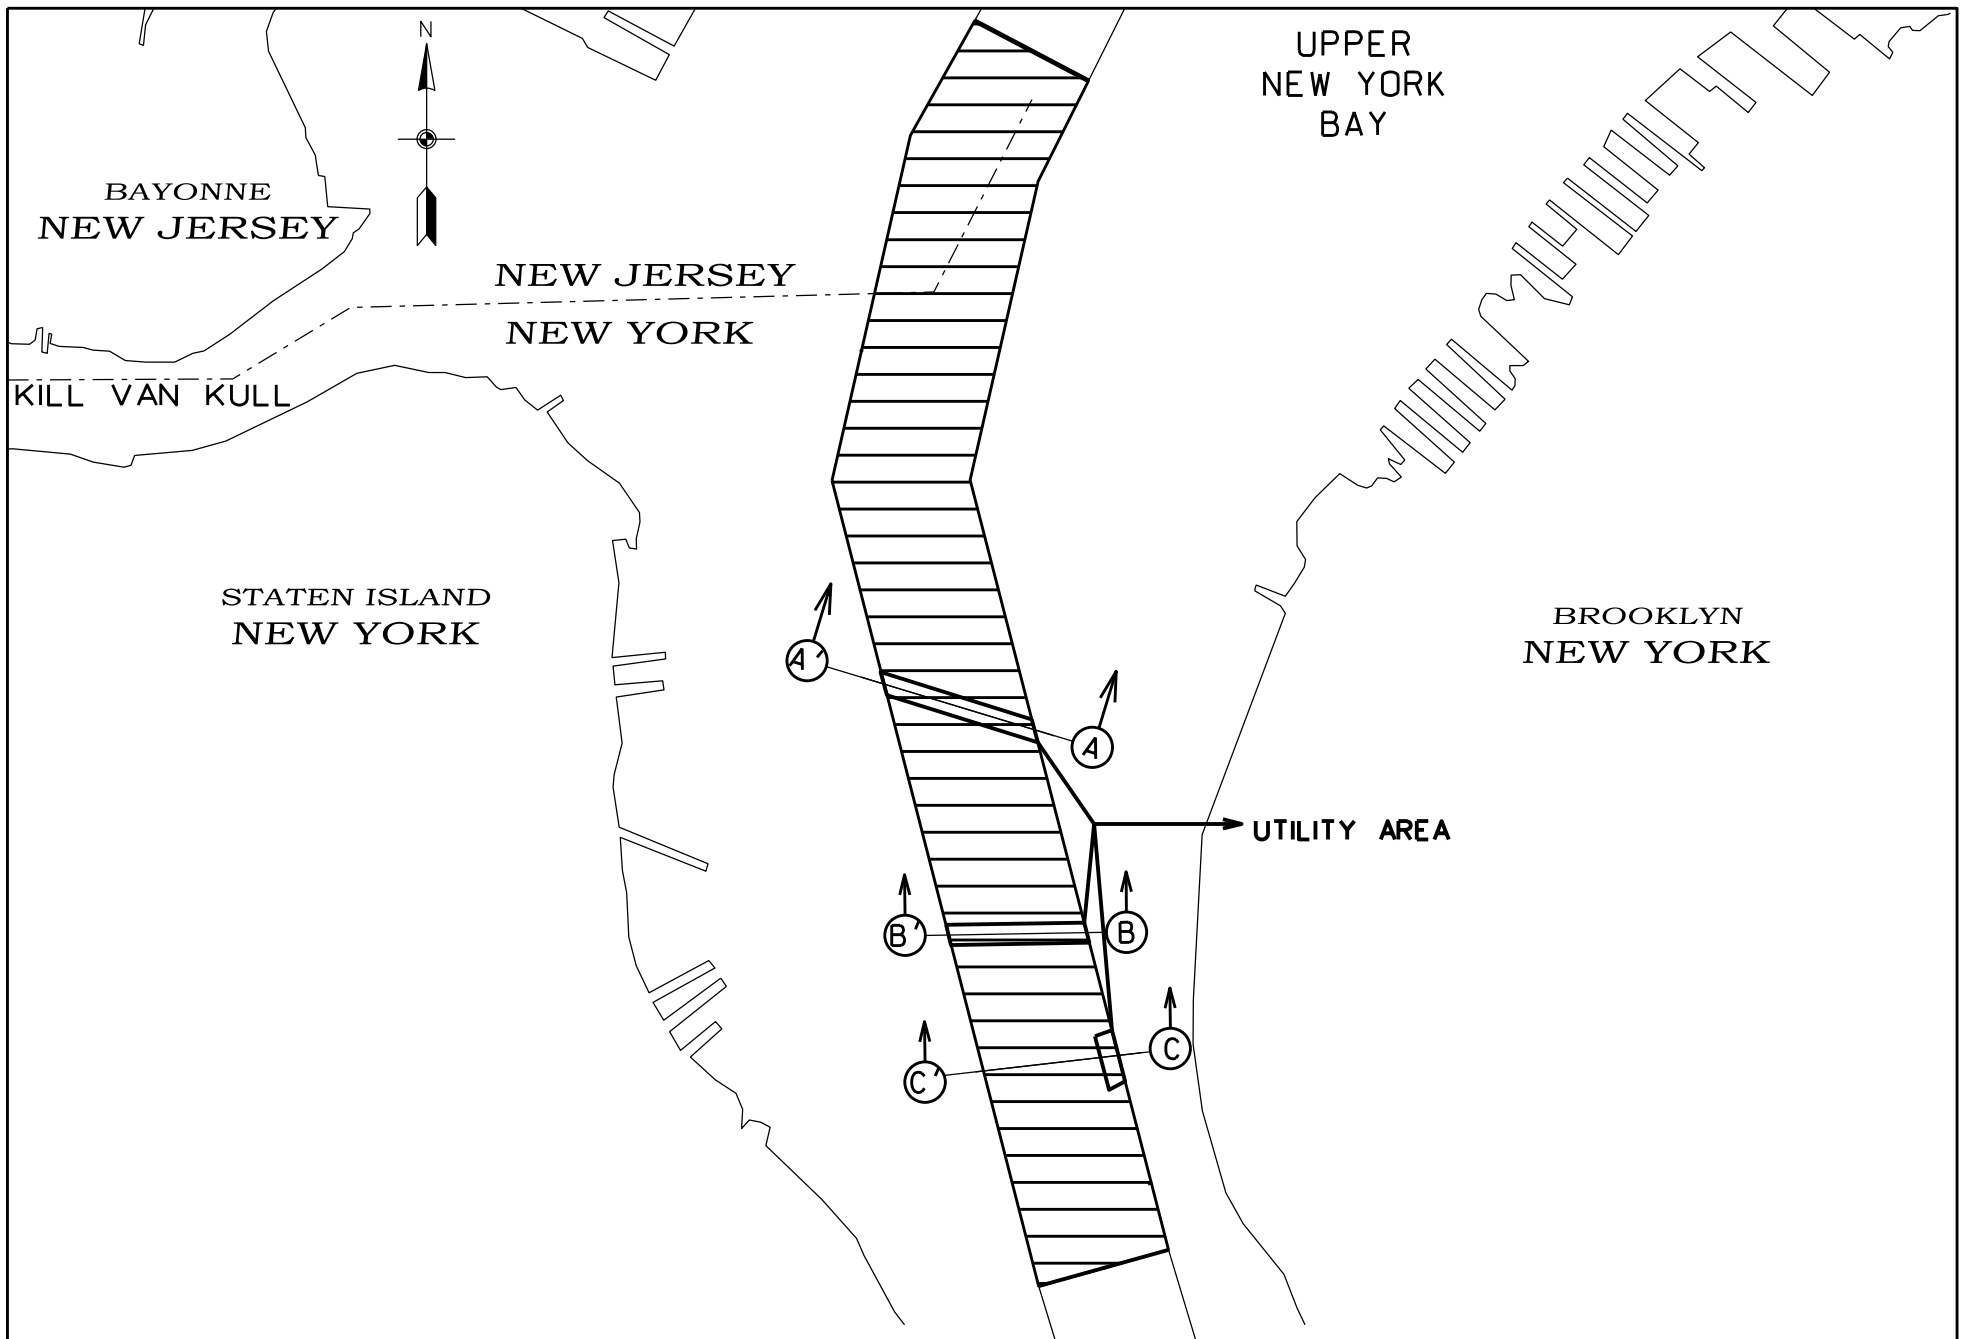 N
UPPER
NEW YORK
BAY
BAYONNE
NEW JERSEY
NEW JERSEY
NEW YORK
KILL VAN KULL
STATEN ISLAND
NEW YORK
BROOKLYN
NEW YORK
A'
A
UTILITY AREA
B'
B
C
C'